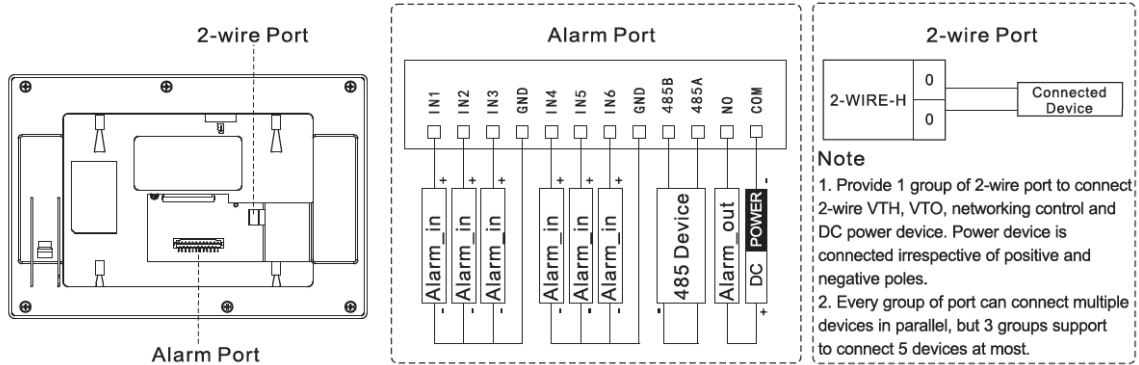 2-wire Port
Alarm Port
Alarm Port
IN1 IN2 IN3 GND IN4 IN5 IN6 GND 485B 485A NO COM
+ + + + + + -
Alarm_in Alarm_in Alarm_in Alarm_in Alarm_in Alarm_in 485 Device Alarm_out DC POWER
- - - - - - - +
2-wire Port
2-WIRE-H
0
0
Connected
Device
Note
1. Provide 1 group of 2-wire port to connect
2-wire VTH, VTO, networking control and
DC power device. Power device is
connected irrespective of positive and
negative poles.
2. Every group of port can connect multiple
devices in parallel, but 3 groups support
to connect 5 devices at most.